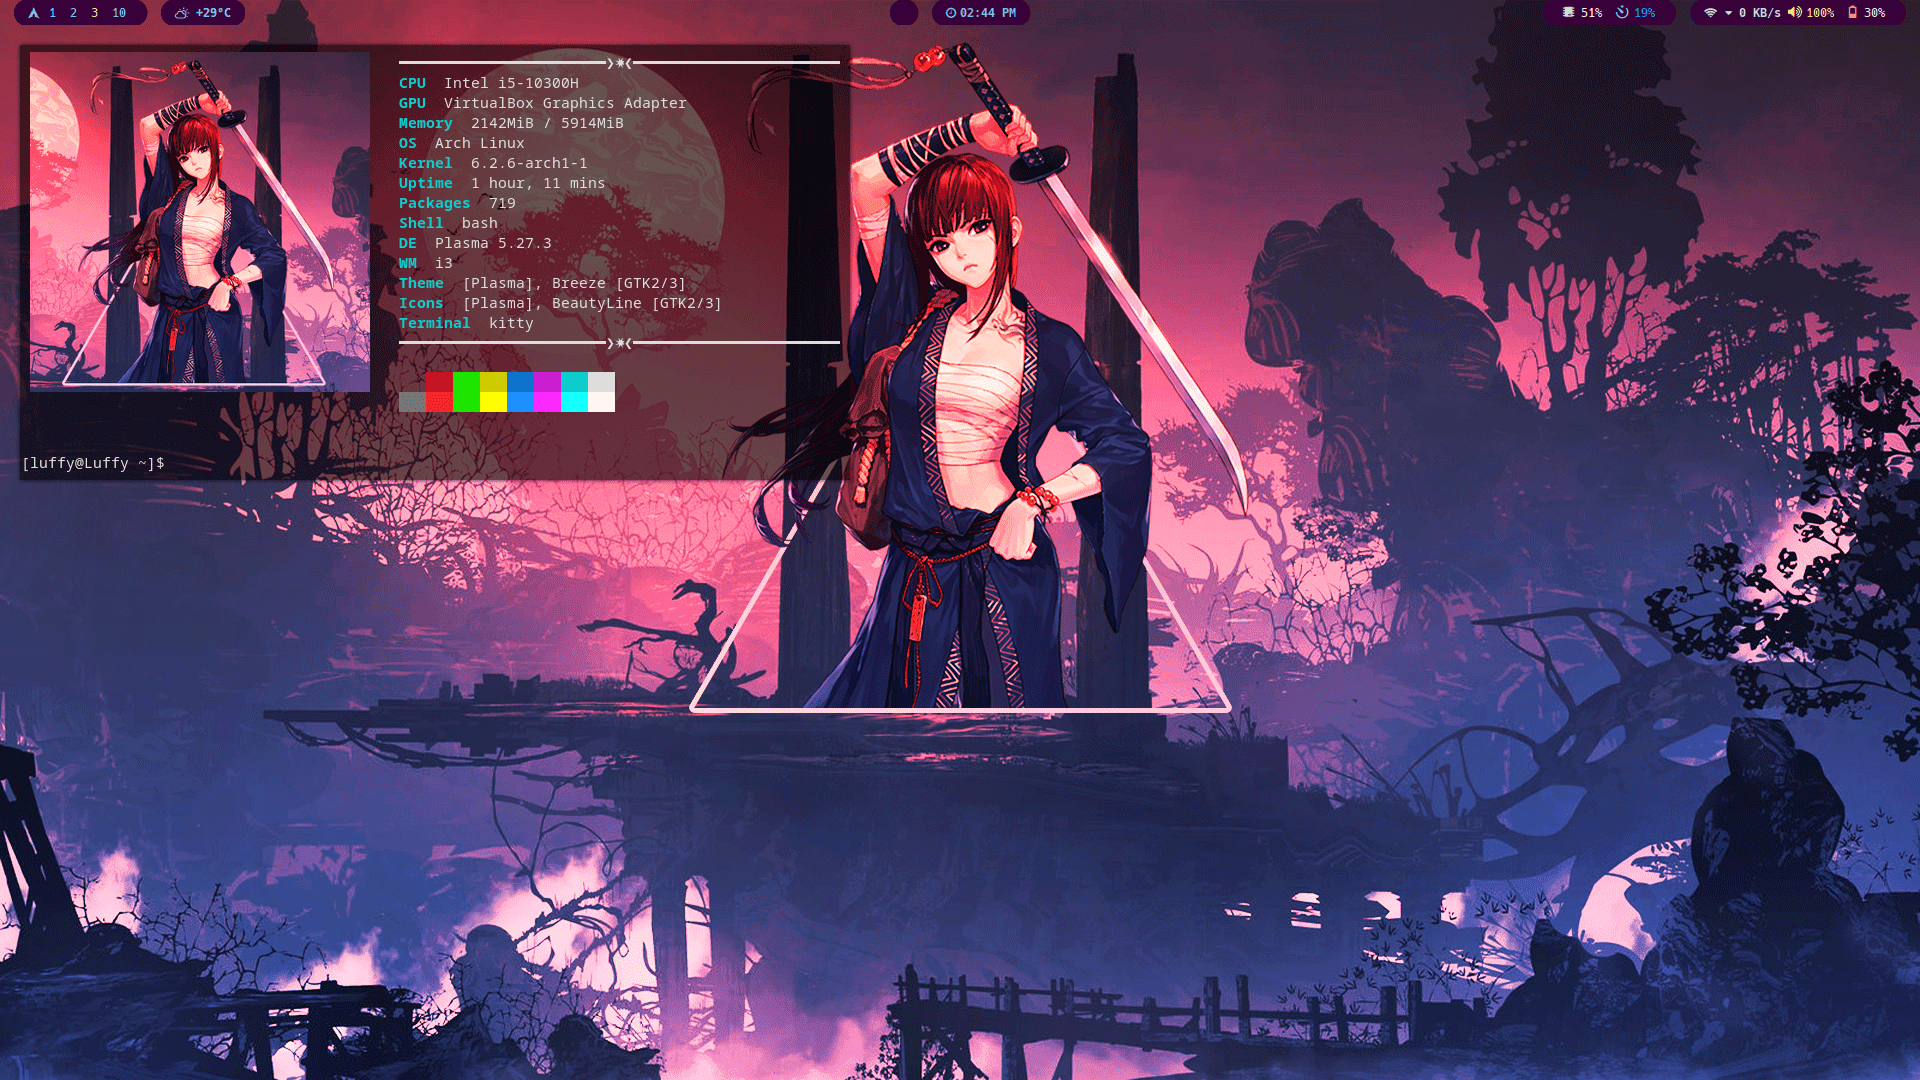 1 2 3 10
+29°C
02:44 PM
51%
19%
0 KB/s
100%
30%
CPU Intel i5-10300H
GPU VirtualBox Graphics Adapter
Memory 2142MiB / 5914MiB
OS Arch Linux
Kernel 6.2.6-arch1-1
Uptime 1 hour, 11 mins
Packages 719
Shell bash
DE Plasma 5.27.3
WM i3
Theme [Plasma], Breeze [GTK2/3]
Icons [Plasma], BeautyLine [GTK2/3]
Terminal kitty
[luffy@Luffy ~]$